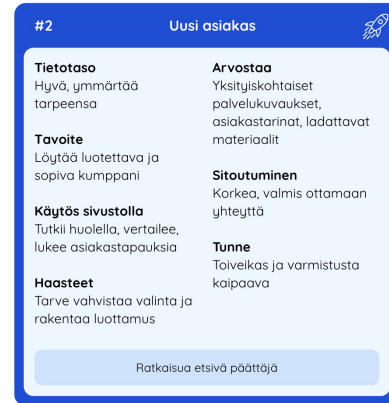 #2
Uusi asiakas
Tietotaso
Hyvä, ymmärtää
tarpeensa
Tavoite
Löytää luotettava ja
sopiva kumppani
Käytös sivustolla
Tutkii huolella, vertailee,
lukee asiakastapauksia
Haasteet
Tarve vahvistaa valinta ja
rakentaa luottamus
Arvostaa
Yksityiskohtaiset
palvelukuvaukset,
asiakastarinat, ladattavat
materiaalit
Sitoutuminen
Korkea, valmis ottamaan
yhteyttä
Tunne
Toiveikas ja varmistusta
kaipaava
Ratkaisua etsivä päättäjä